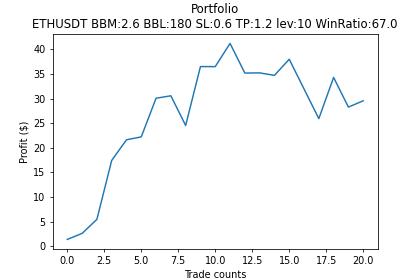 Portfolio
ETHUSDT BBM:2.6 BBL:180 SL:0.6 TP:1.2 lev:10 WinRatio:67.0
Profit ($)
40
35
30
25
20
15
10
5
0
0.0 2.5 5.0 7.5 10.0 12.5 15.0 17.5 20.0
Trade counts